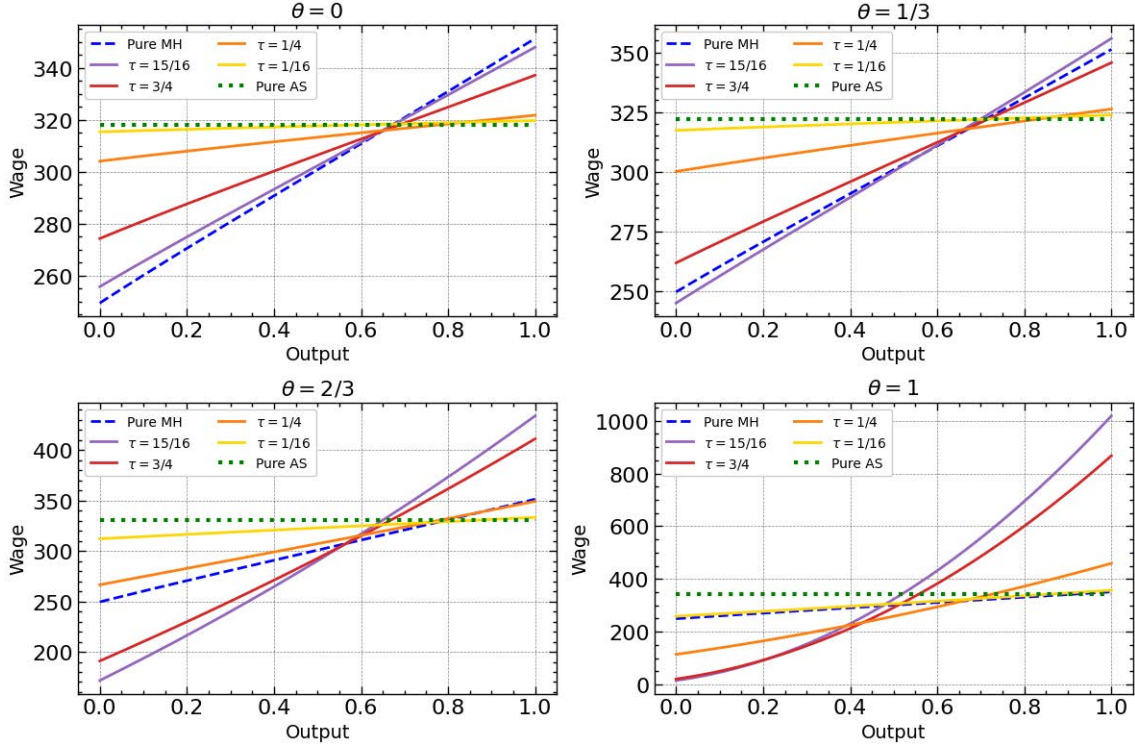 θ = 0
Pure MH
τ = 15/16
τ = 3/4
τ = 1/4
τ = 1/16
Pure AS
Wage
340
320
300
280
260
0.0 0.2 0.4 0.6 0.8 1.0
Output
θ = 1/3
Pure MH
τ = 15/16
τ = 3/4
τ = 1/4
τ = 1/16
Pure AS
Wage
350
325
300
275
250
0.0 0.2 0.4 0.6 0.8 1.0
Output
θ = 2/3
Pure MH
τ = 15/16
τ = 3/4
τ = 1/4
τ = 1/16
Pure AS
Wage
400
350
300
250
200
0.0 0.2 0.4 0.6 0.8 1.0
Output
θ = 1
Pure MH
τ = 15/16
τ = 3/4
τ = 1/4
τ = 1/16
Pure AS
Wage
1000
800
600
400
200
0
0.0 0.2 0.4 0.6 0.8 1.0
Output